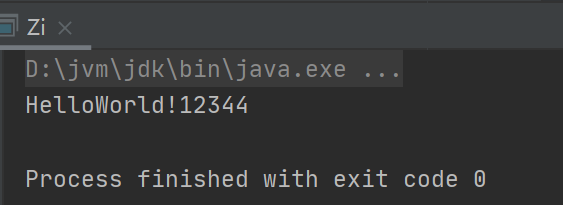 Zi
D:\jvm\jdk\bin\java.exe ...
HelloWorld!12344
Process finished with exit code 0